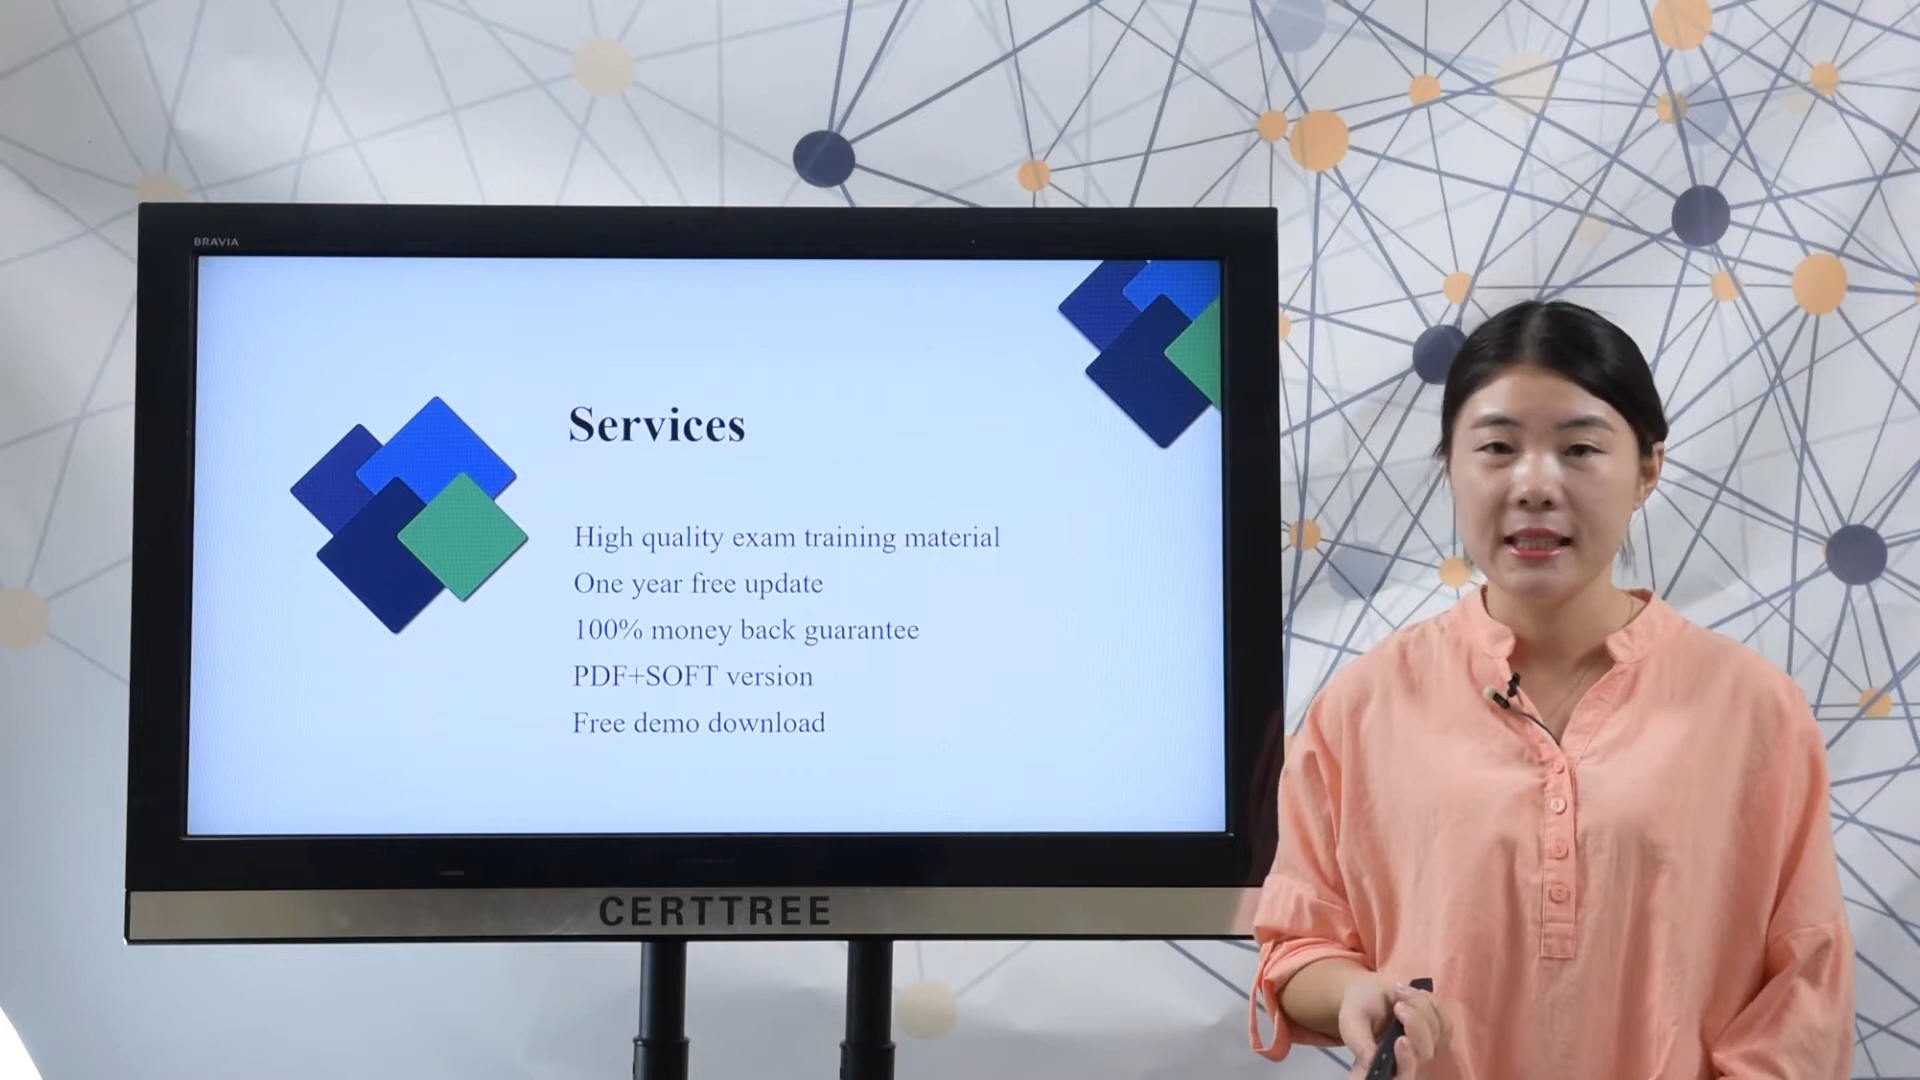 BRAVIA
Services
High quality exam training material
One year free update
100% money back guarantee
PDF+SOFT version
Free demo download
CERTTREE